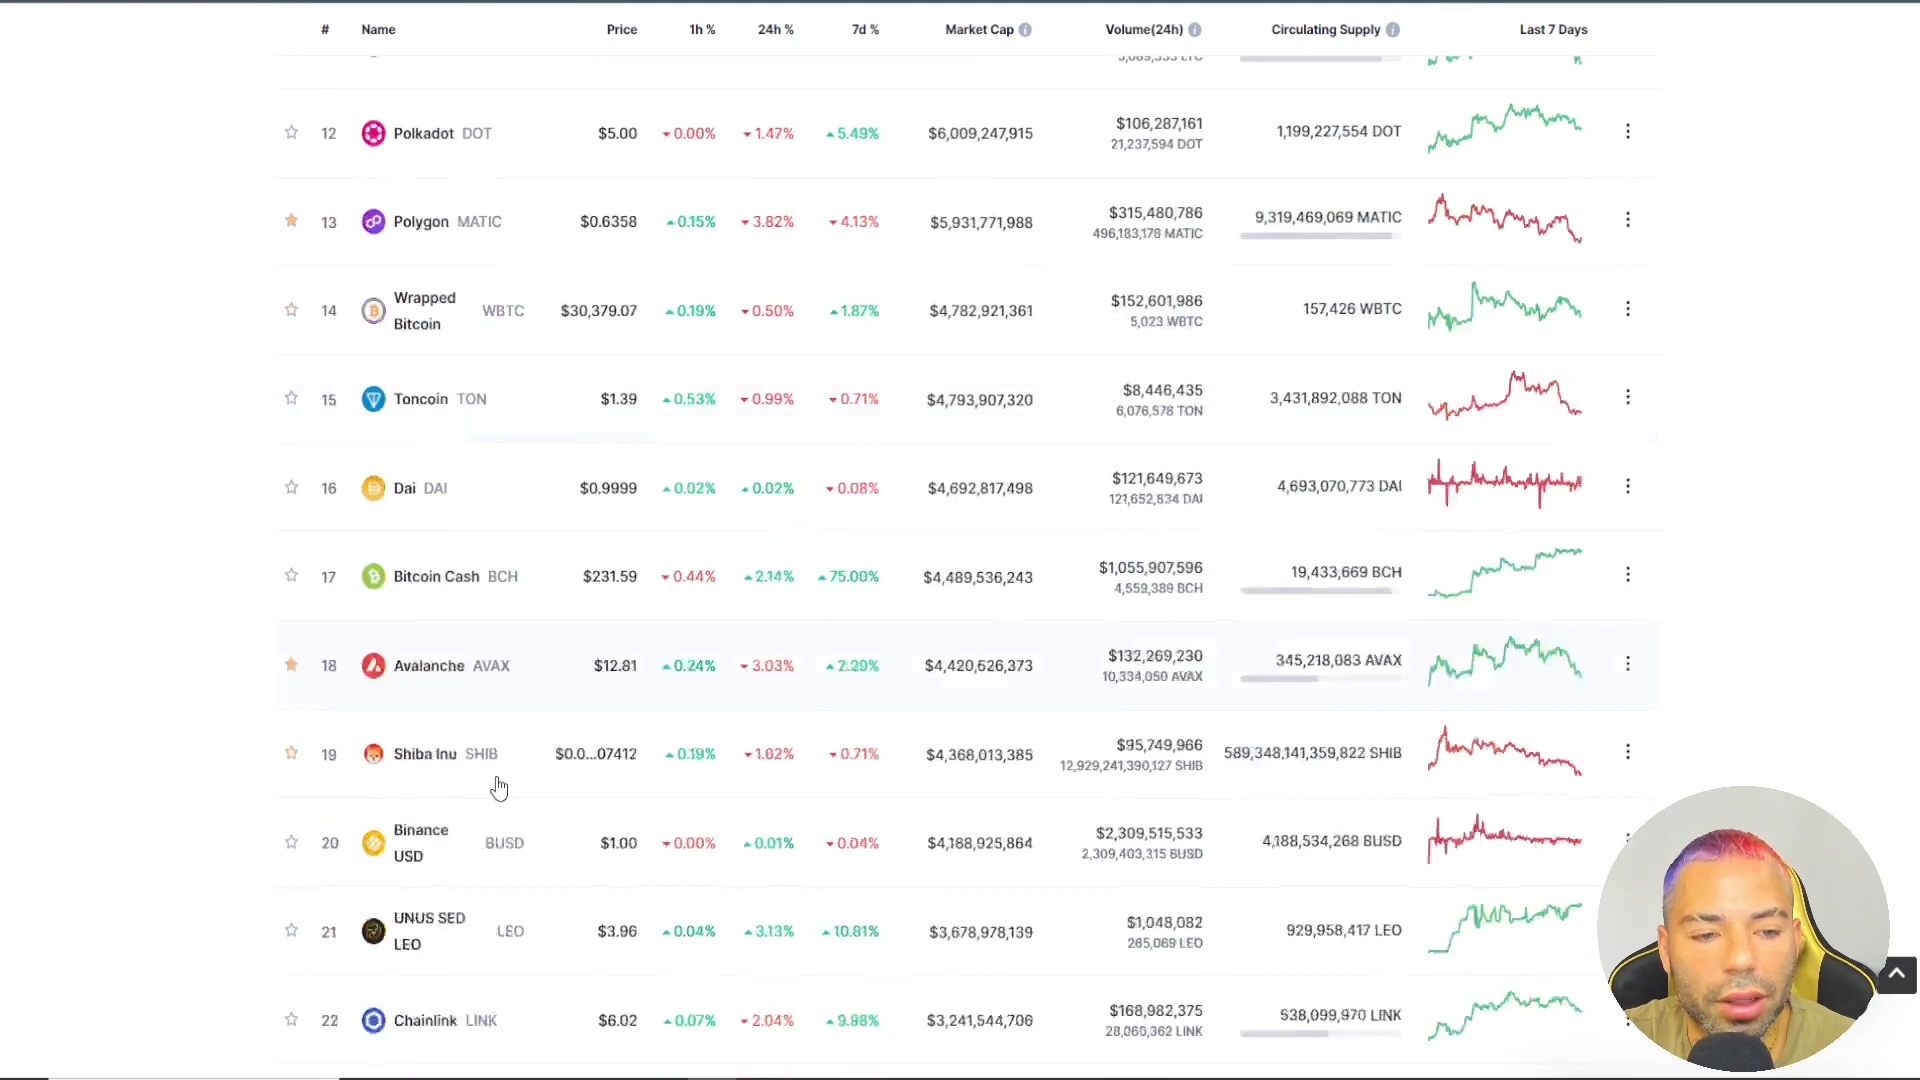 # Name Price 1h % 24h % 7d % Market Cap Volume(24h) Circulating Supply Last 7 Days
12 Polkadot DOT $5.00 0.00% 1.47% 5.49% $6,009,247,915 $106,287,161 1,199,227,554 DOT
21,237,594 DOT
13 Polygon MATIC $0.6358 0.15% 3.82% 4.13% $5,931,771,988 $315,480,786 9,319,469,069 MATIC
496,183,178 MATIC
14 Wrapped Bitcoin WBTC $30,379.07 0.19% 0.50% 1.87% $4,782,921,361 $152,601,986 157,426 WBTC
5,023 WBTC
15 Toncoin TON $1.39 0.53% 0.99% 0.71% $4,793,907,320 $8,446,435 3,431,892,088 TON
6,076,578 TON
16 Dai DAI $0.9999 0.02% 0.02% 0.08% $4,692,817,498 $121,649,673 4,693,070,773 DAI
121,652,834 DAI
17 Bitcoin Cash BCH $231.59 0.44% 2.14% 75.00% $4,489,536,243 $1,055,907,596 19,433,669 BCH
4,559,389 BCH
18 Avalanche AVAX $12.81 0.24% 3.03% 2.29% $4,420,626,373 $132,269,230 345,218,083 AVAX
10,334,050 AVAX
19 Shiba Inu SHIB $0.0...07412 0.19% 1.62% 0.71% $4,368,013,385 $95,749,966 589,348,141,359,822 SHIB
12,929,241,390,127 SHIB
20 Binance USD BUSD $1.00 0.00% 0.01% 0.04% $4,188,925,864 $2,309,515,533 4,188,534,268 BUSD
2,309,403,315 BUSD
21 UNUS SED LEO LEO $3.96 0.04% 3.13% 10.81% $3,678,978,139 $1,048,082 929,958,417 LEO
265,069 LEO
22 Chainlink LINK $6.02 0.07% 2.04% 9.98% $3,241,544,706 $168,982,375 538,099,970 LINK
28,060,362 LINK